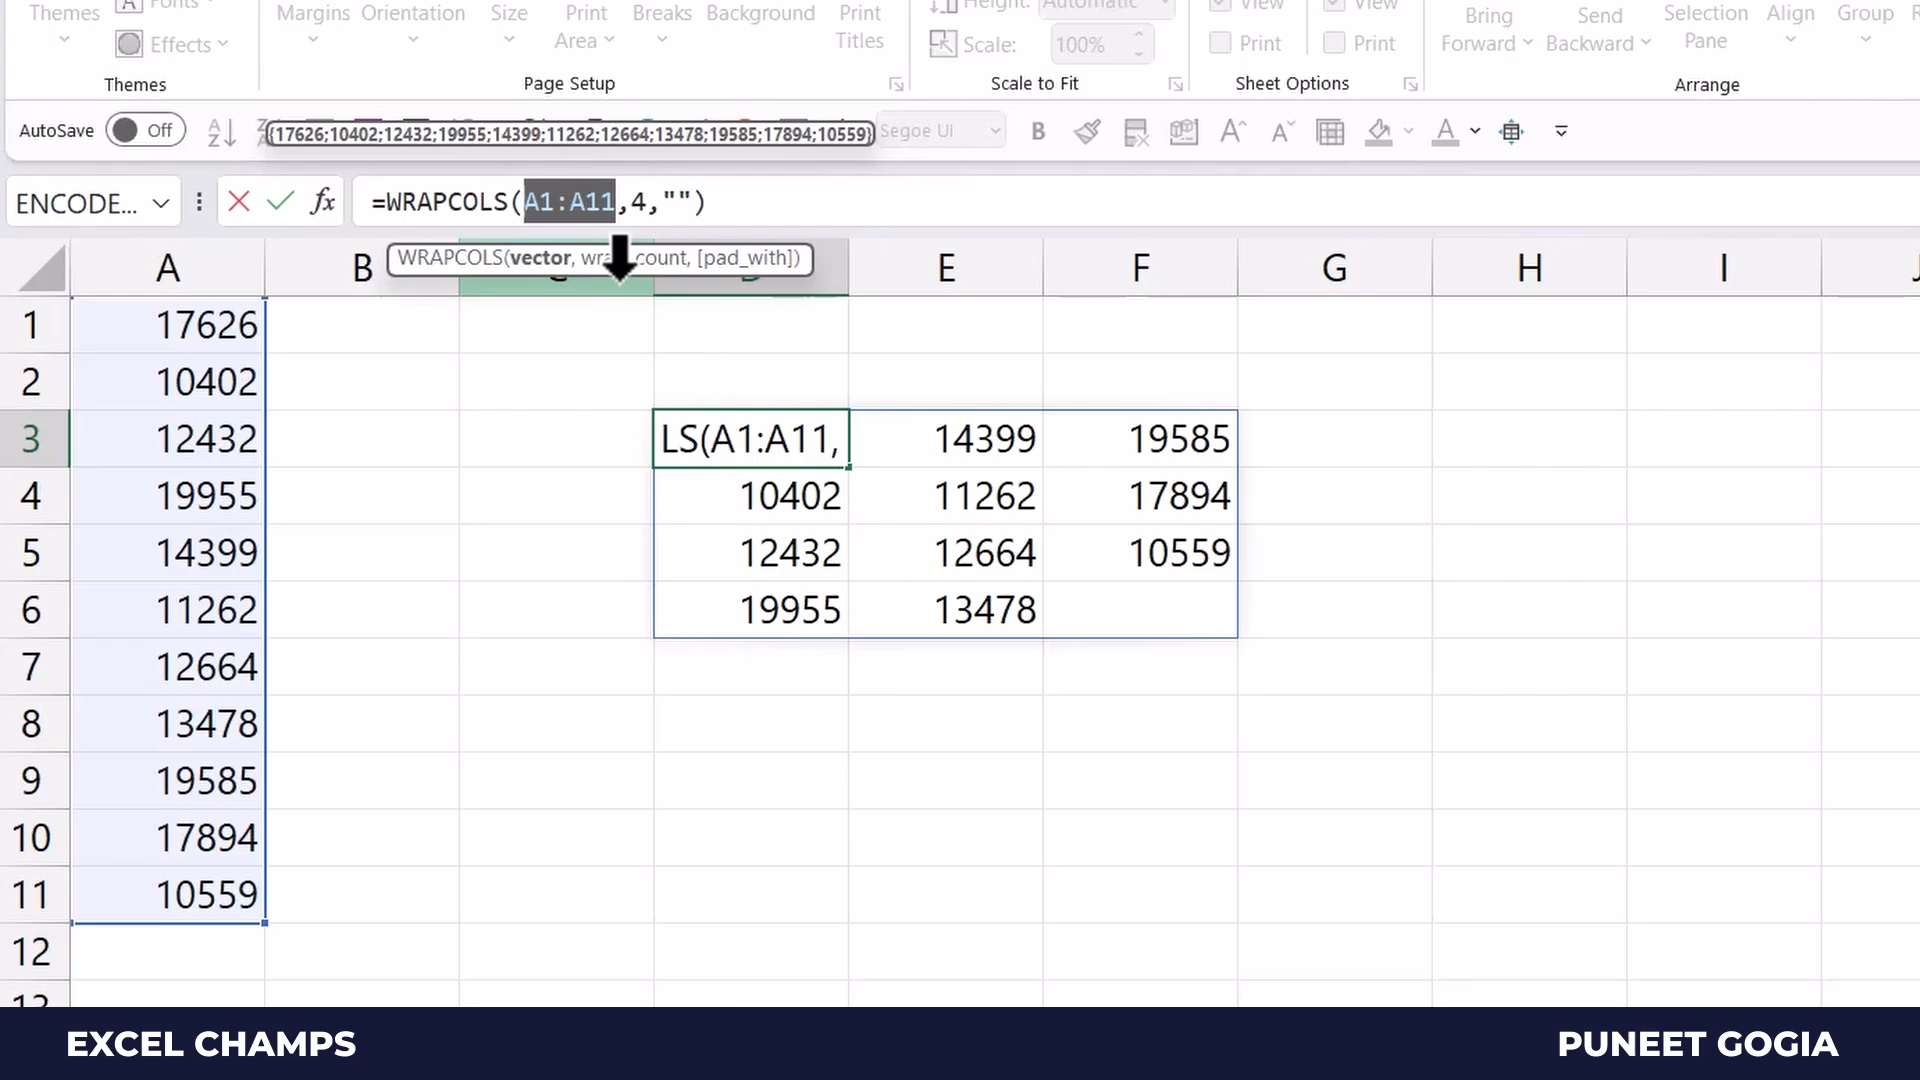 Themes
Fonts
Effects
Themes
Margins
Orientation
Size
Print
Area
Breaks
Background
Print
Titles
Page Setup
Height: Automatic
Scale: 100%
Scale to Fit
View
View
Print
Print
Sheet Options
Bring
Forward
Send
Backward
Selection
Pane
Align
Group
Arrange
AutoSave Off
{17626;10402;12432;19955;14399;11262;12664;13478;19585;17894;10559}
Segoe UI
B
ENCODE...
fx
=WRAPCOLS(A1:A11,4,"")
WRAPCOLS(vector, wrap_count, [pad_with])
A B C D E F G H I J
1 17626
2 10402
3 12432 LS(A1:A11, 14399 19585
4 19955 10402 11262 17894
5 14399 12432 12664 10559
6 11262 19955 13478
7 12664
8 13478
9 19585
10 17894
11 10559
12
13
EXCEL CHAMPS
PUNEET GOGIA